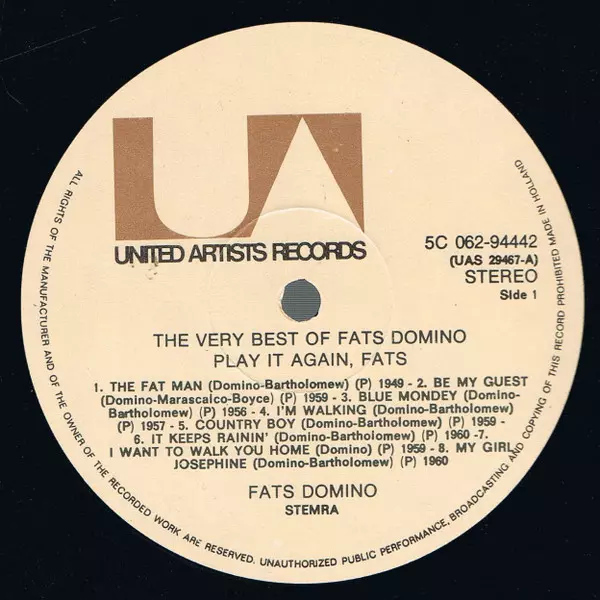 UA
UNITED ARTISTS RECORDS
5C 062-94442
(UAS 29467-A)
STEREO
Side 1
THE VERY BEST OF FATS DOMINO
PLAY IT AGAIN, FATS
1. THE FAT MAN (Domino-Bartholomew) (P) 1949 - 2. BE MY GUEST
(Domino-Marascaico-Boyce) (P) 1959 - 3. BLUE MONDEY (Domino-
Bartholomew) (P) 1956 - 4. I'M WALKING (Domino-Bartholomew)
(P) 1957 - 5. COUNTRY BOY (Domino-Bartholomew) (P) 1959 -
6. IT KEEPS RAININ' (Domino-Bartholomew) (P) 1960 -7.
I WANT TO WALK YOU HOME (Domino) (P) 1959 - 8. MY GIRL
JOSEPHINE (Domino-Bartholomew) (P) 1960
FATS DOMINO
STEMRA
ALL RIGHTS OF THE MANUFACTURER AND OF THE OWNER OF THE RECORDED WORK ARE RESERVED. UNAUTHORIZED PUBLIC PERFORMANCE, BROADCASTING AND COPYING OF THIS RECORD PROHIBITED MADE IN HOLLAND